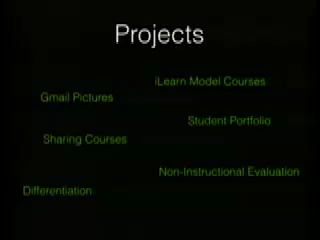 Projects
iLearn Model Courses
Gmail Pictures
Student Portfolio
Sharing Courses
Non-Instructional Evaluation
Differentiation